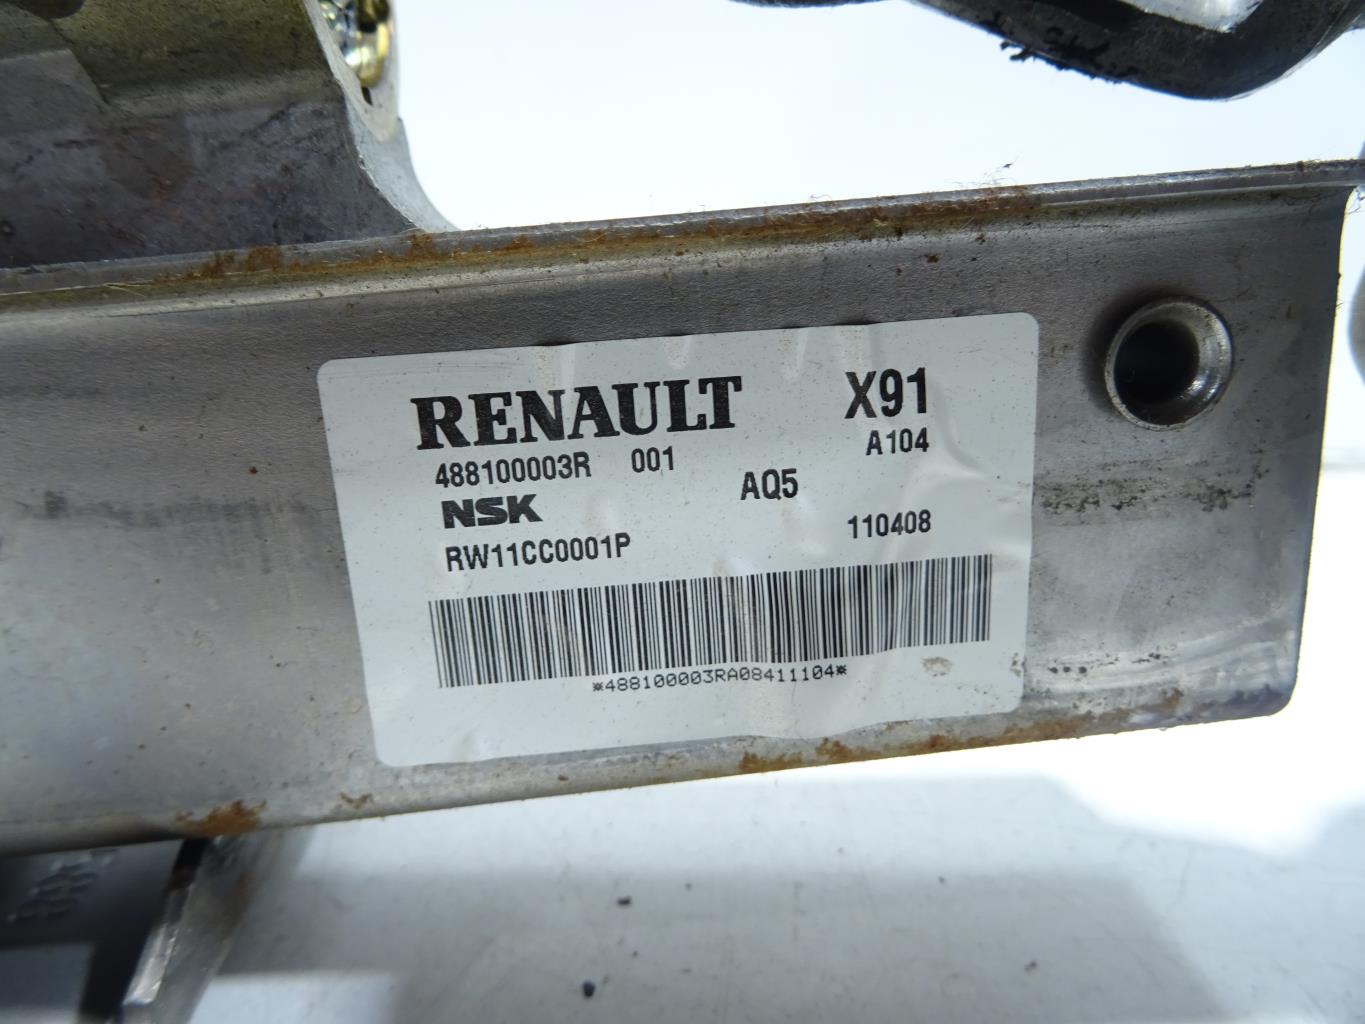 RENAULT X91
488100003R 001 A104
NSK AQ5
RW11CC0001P 110408
*488100003RA08411104*